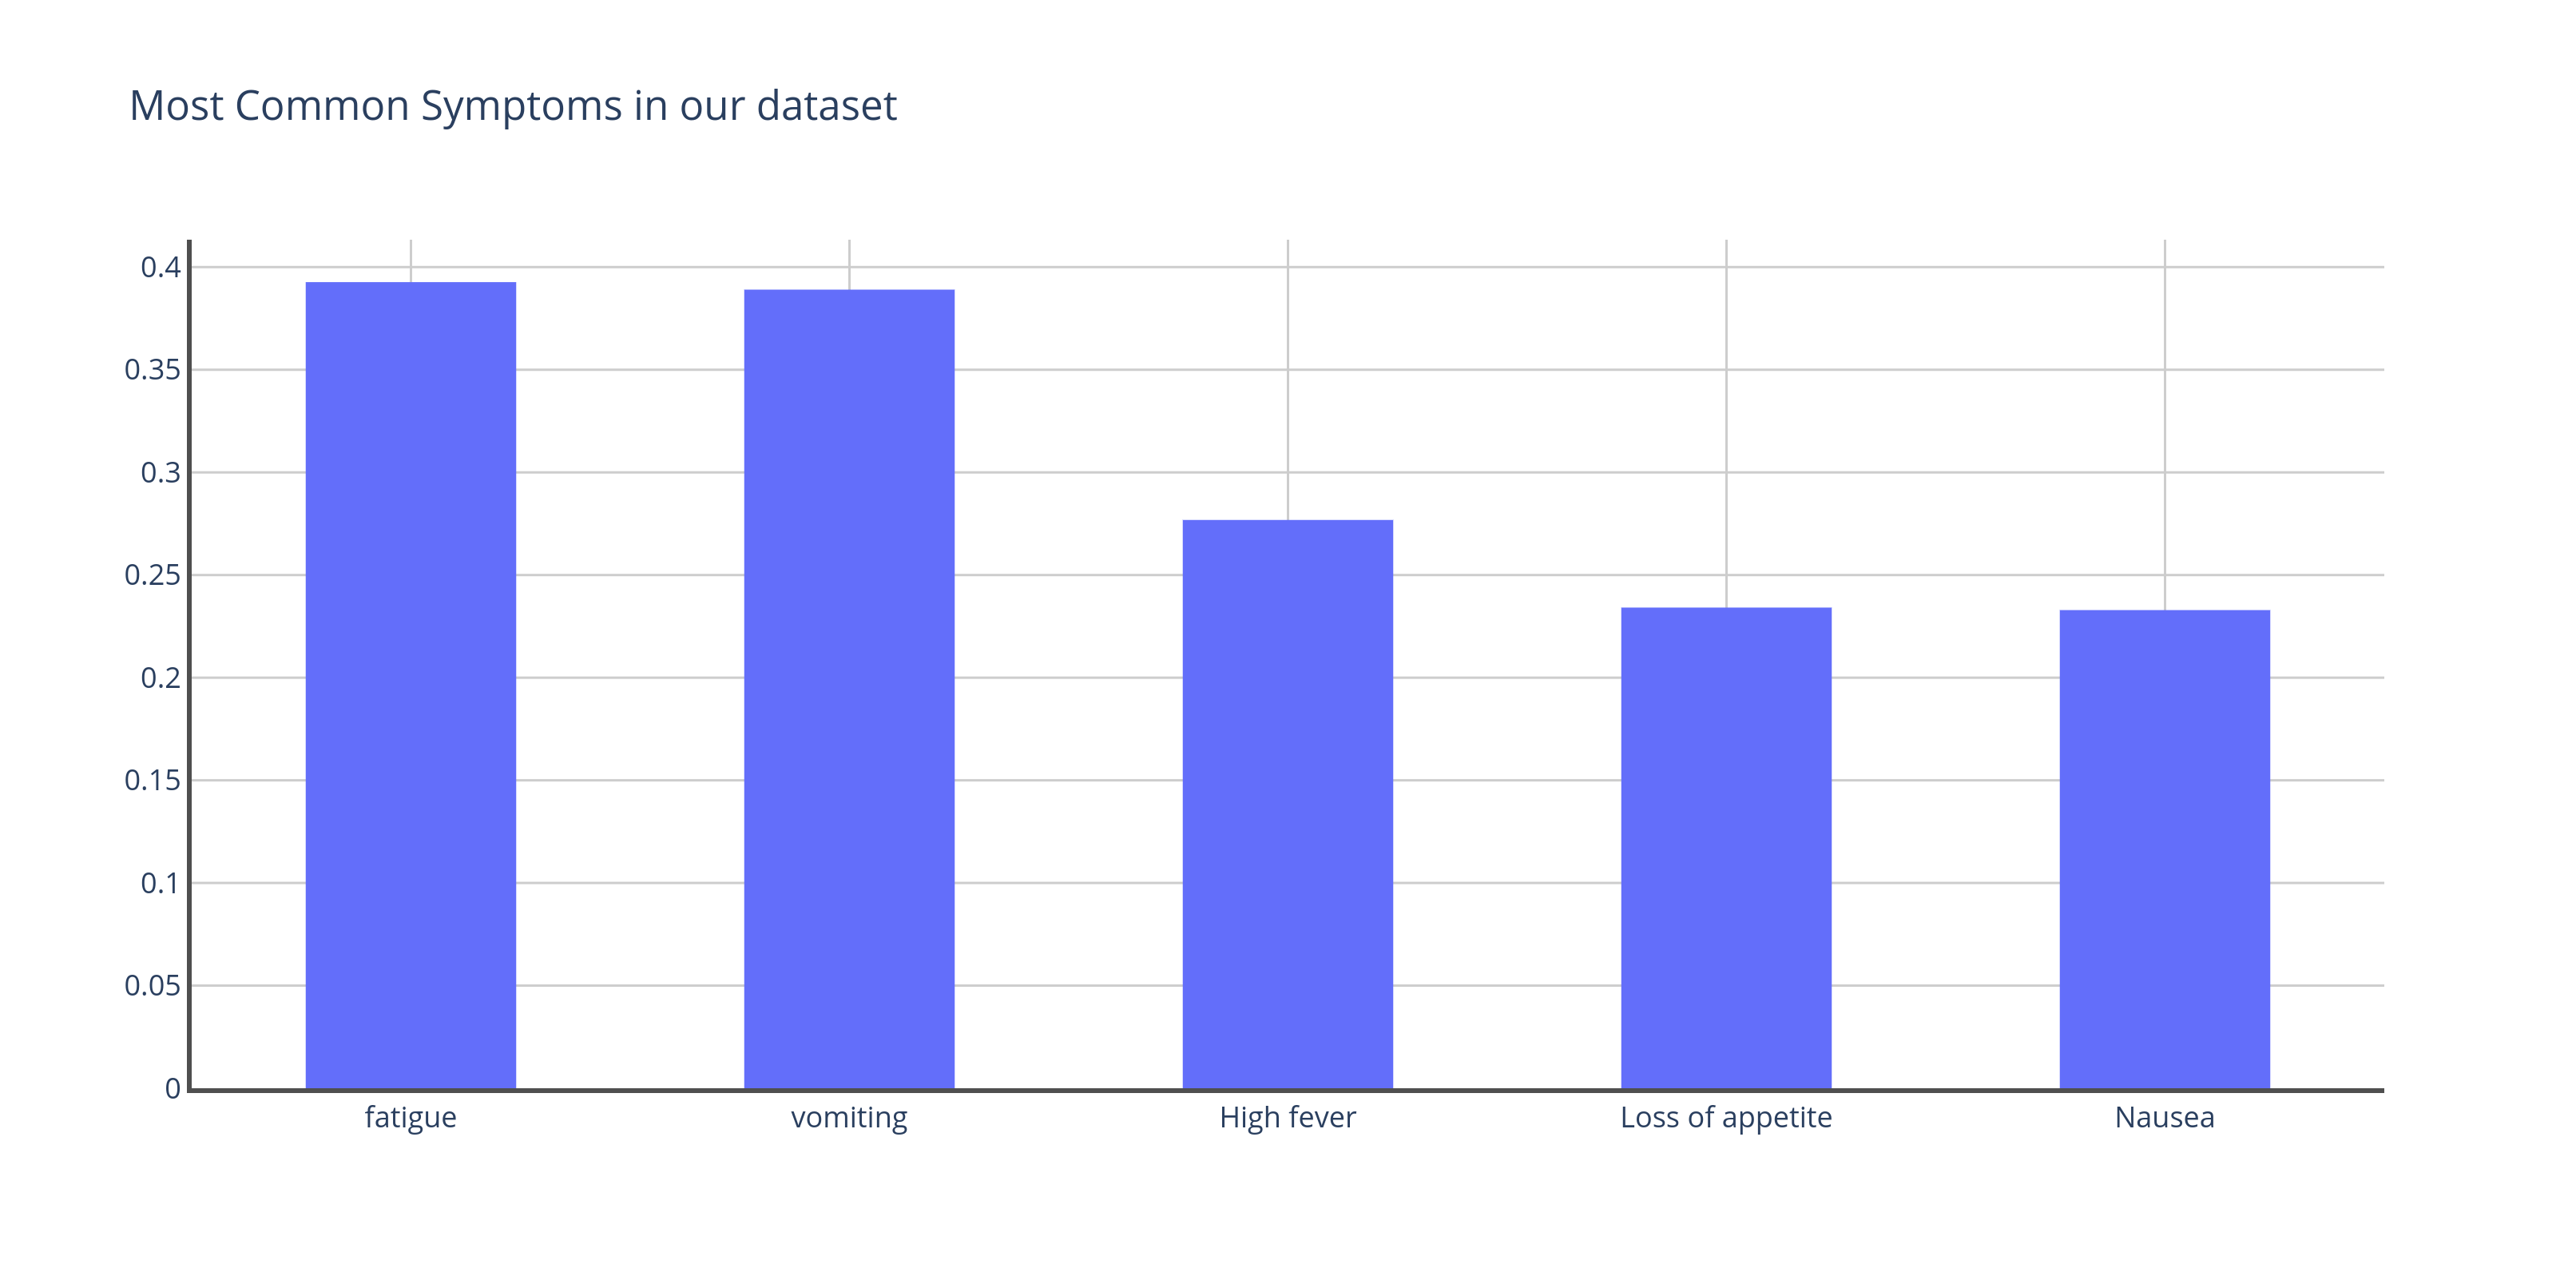 Most Common Symptoms in our dataset
0.4
0.35
0.3
0.25
0.2
0.15
0.1
0.05
0
fatigue
vomiting
High fever
Loss of appetite
Nausea